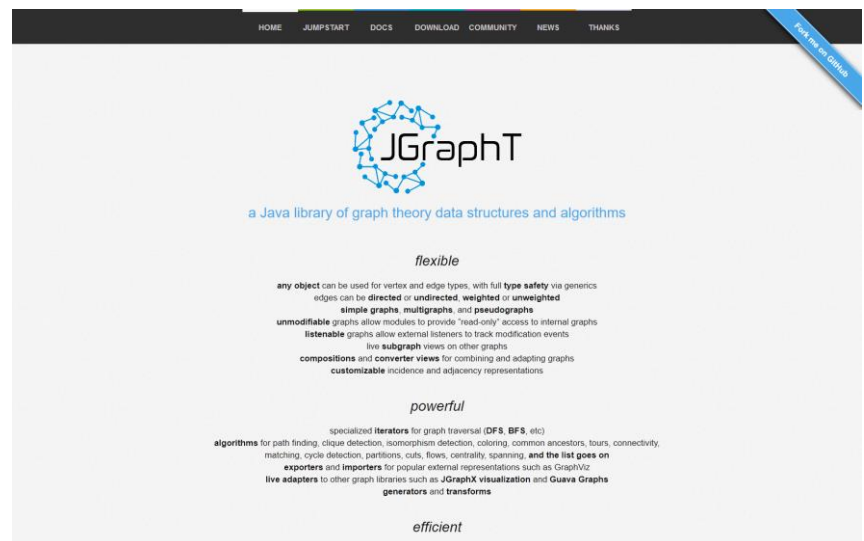 HOME JUMPSTART DOCS DOWNLOAD COMMUNITY NEWS THANKS
Fork me on GitHub
JGraphT
a Java library of graph theory data structures and algorithms
flexible
any object can be used for vertex and edge types, with full type safety via generics
edges can be directed or undirected, weighted or unweighted
simple graphs, multigraphs, and pseudographs
unmodifiable graphs allow modules to provide "read-only" access to internal graphs
listenable graphs allow external listeners to track modification events
live subgraph views on other graphs
compositions and converter views for combining and adapting graphs
customizable incidence and adjacency representations
powerful
specialized iterators for graph traversal (DFS, BFS, etc)
algorithms for path finding, clique detection, isomorphism detection, coloring, common ancestors, tours, connectivity,
matching, cycle detection, partitions, cuts, flows, centrality, spanning, and the list goes on
exporters and importers for popular external representations such as GraphViz
live adapters to other graph libraries such as JGraphX visualization and Guava Graphs
generators and transforms
efficient